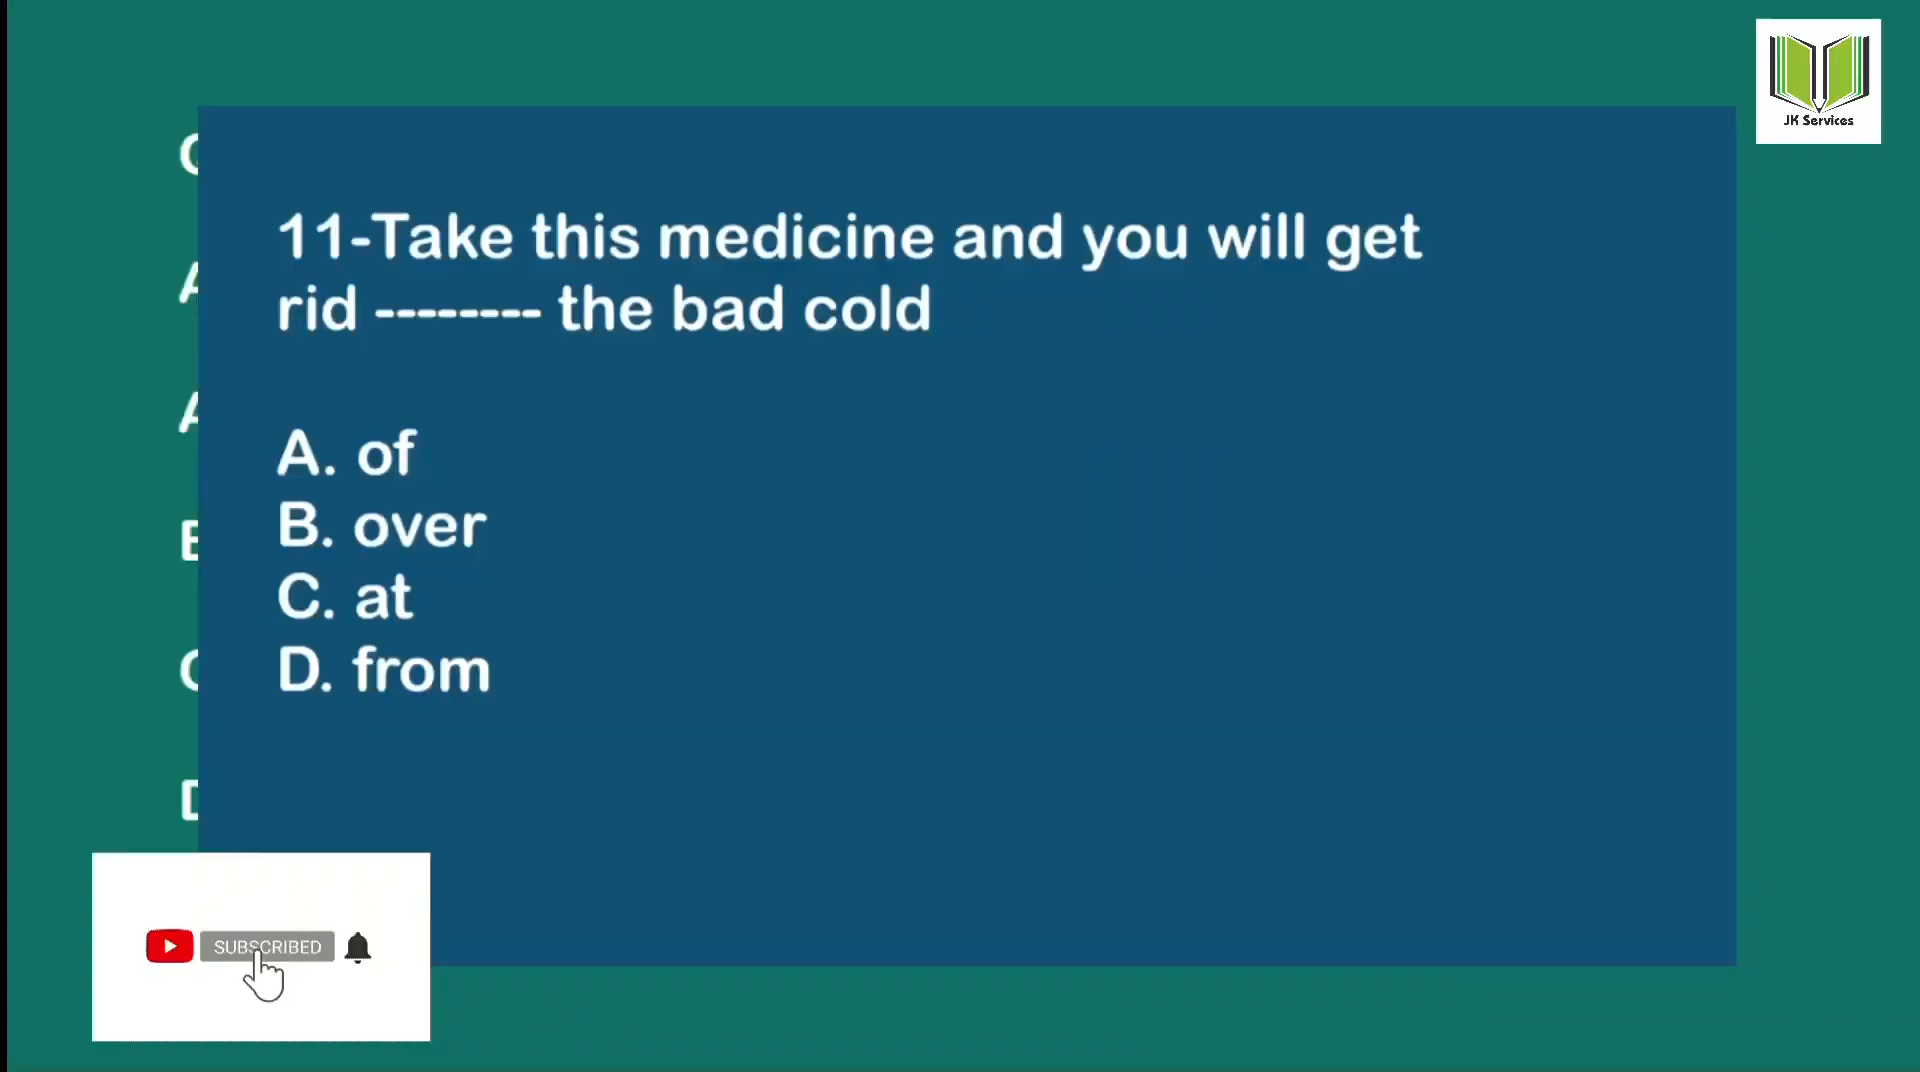 JK Services
11-Take this medicine and you will get
rid -------- the bad cold
A. of
B. over
C. at
D. from
SUBSCRIBED